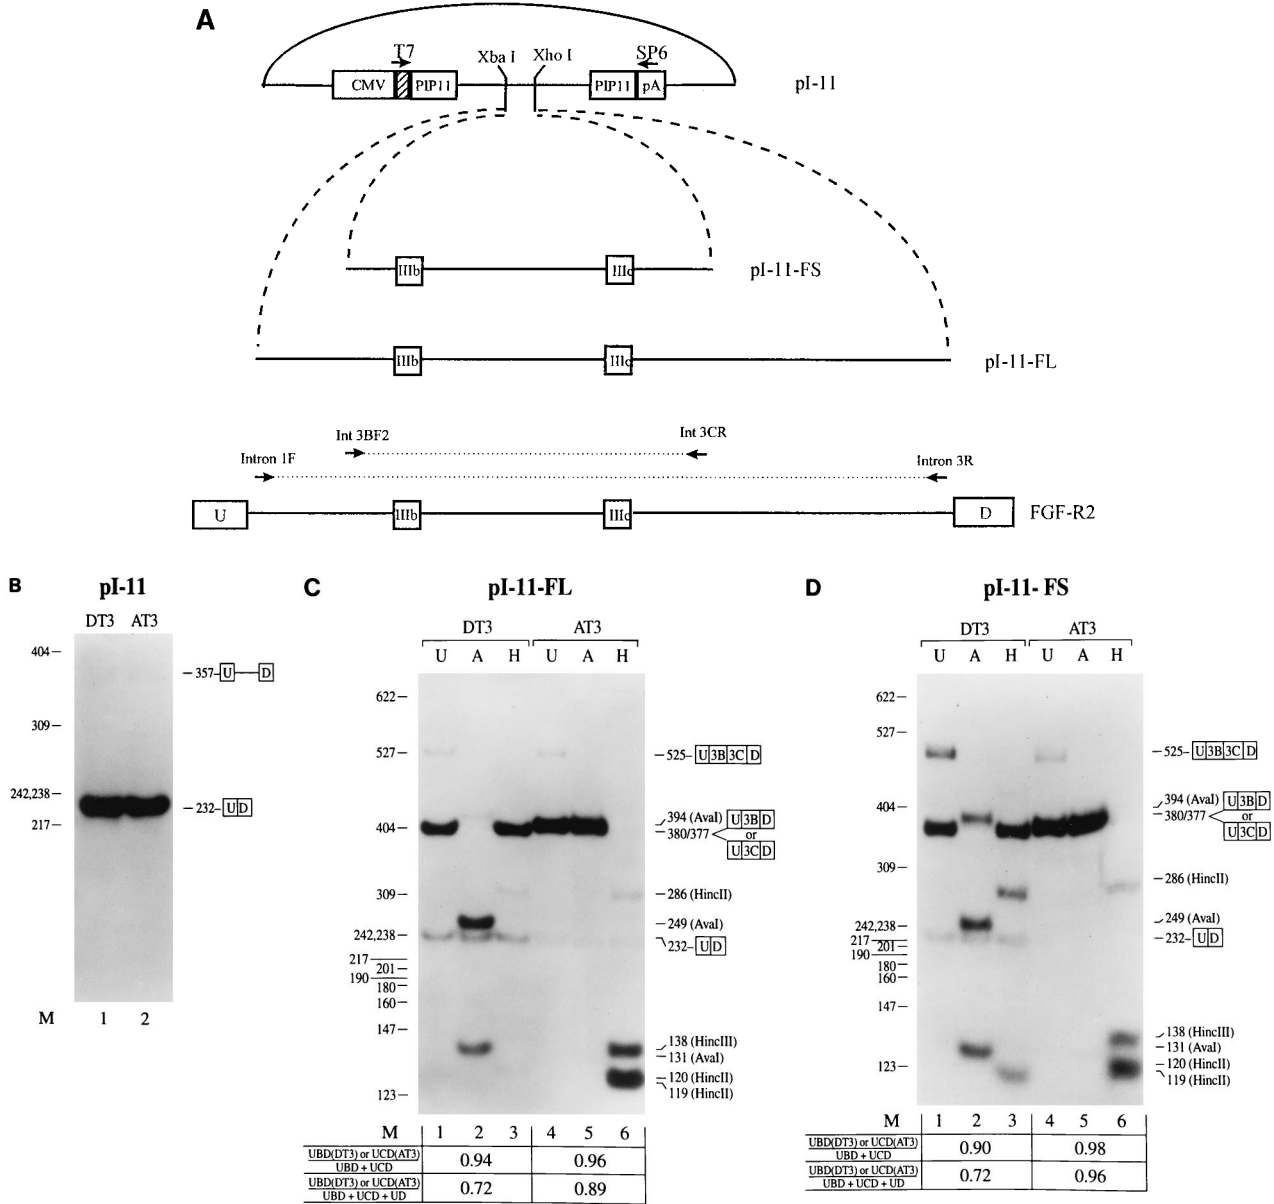 A
T7
Xba I
Xho I
SP6
CMV
PIP11
PIP11
pA
pI-11
IIIb
IIIc
pI-11-FS
IIIb
IIIc
pI-11-FL
Int 3BF2
Int 3CR
Intron 1F
Intron 3R
U
IIIb
IIIc
D
FGF-R2
B
pI-11
DT3 AT3
404
357 U D
309
242,238
232 U D
217
M 1 2
C
pI-11-FL
DT3 AT3
U A H U A H
622
527
525 U 3B 3C D
394 (AvaI) U 3B D
404
380/377 or
U 3C D
309
286 (HincII)
249 (AvaI)
242,238
232 U D
217
201
190
180
160
147
138 (HincIII)
131 (AvaI)
120 (HincII)
123
119 (HincII)
M 1 2 3 4 5 6
UBD(DT3) or UCD(AT3)
UBD + UCD
0.94 0.96
UBD(DT3) or UCD(AT3)
UBD + UCD + UD
0.72 0.89
D
pI-11- FS
DT3 AT3
U A H U A H
622
527
525 U 3B 3C D
404
394 (AvaI) U 3B D
380/377 or
U 3C D
309
286 (HincII)
249 (AvaI)
242,238
232 U D
217
201
190
180
160
147
138 (HincIII)
131 (AvaI)
123
120 (HincII)
119 (HincII)
M 1 2 3 4 5 6
UBD(DT3) or UCD(AT3)
UBD + UCD
0.90 0.98
UBD(DT3) or UCD(AT3)
UBD + UCD + UD
0.72 0.96